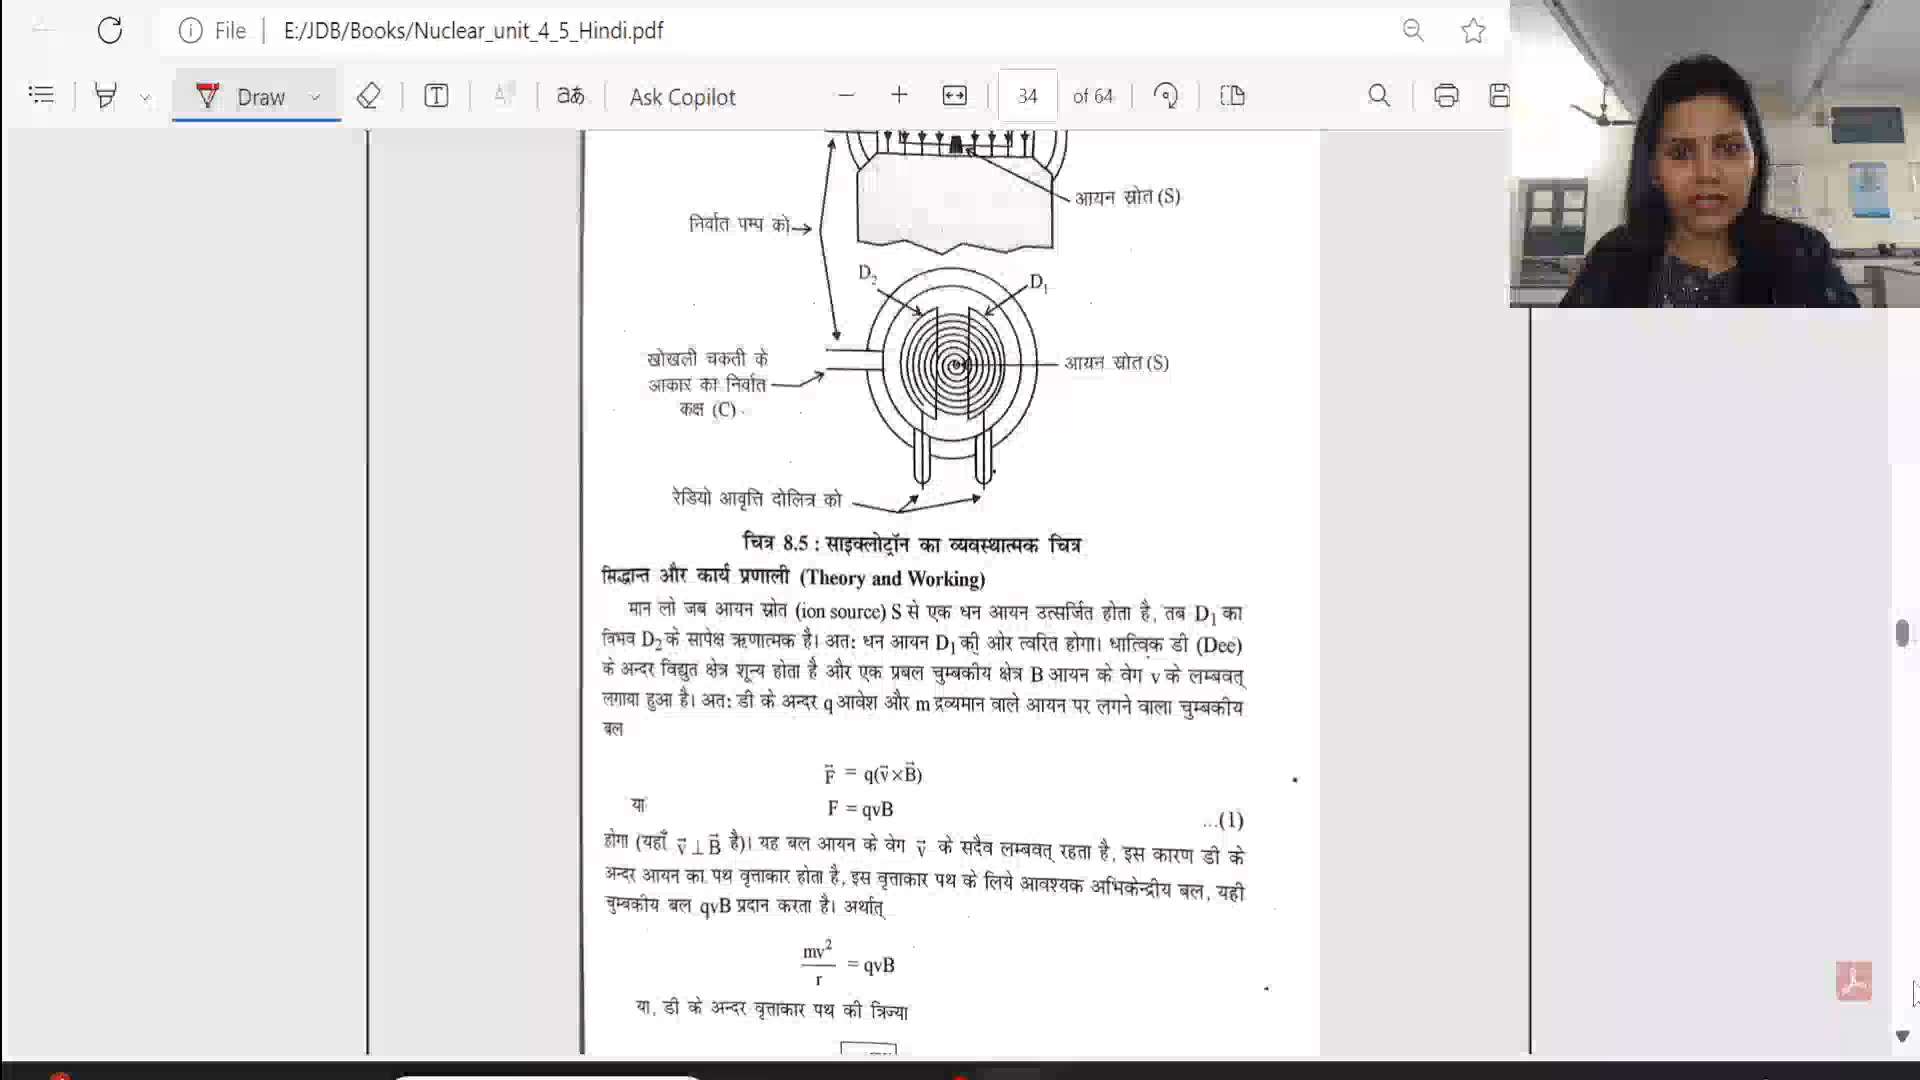 File
E:/JDB/Books/Nuclear_unit_4_5_Hindi.pdf
Draw
aあ
Ask Copilot
34 of 64
आयन स्रोत (S)
निर्वात पम्प को
D₂
D₁
खोखली चकती के
आकार का निर्वात
कक्ष (C)
आयन स्रोत (S)
रेडियो आवृत्ति दोलित्र को
चित्र 8.5 : साइक्लोट्रॉन का व्यवस्थात्मक चित्र
सिद्धान्त और कार्य प्रणाली (Theory and Working)
मान लो जब आयन स्रोत (ion source) S से एक धन आयन उत्सर्जित होता है, तब D₁ का
विभव D₂ के सापेक्ष ऋणात्मक है। अतः धन आयन D₁ की ओर त्वरित होगा। धात्विक डी (Dee)
के अन्दर विद्युत क्षेत्र शून्य होता है और एक प्रबल चुम्बकीय क्षेत्र B आयन के वेग v के लम्बवत्
लगाया हुआ है। अतः डी के अन्दर q आवेश और m द्रव्यमान वाले आयन पर लगने वाला चुम्बकीय
बल
F⃗ = q(v⃗×B⃗)
या F = qvB ...(1)
होगा (यहाँ v⃗ ⊥ B⃗ है)। यह बल आयन के वेग v⃗ के सदैव लम्बवत् रहता है, इस कारण डी के
अन्दर आयन का पथ वृत्ताकार होता है, इस वृत्ताकार पथ के लिये आवश्यक अभिकेन्द्रीय बल, यही
चुम्बकीय बल qvB प्रदान करता है। अर्थात्
mv²/r = qvB
या, डी के अन्दर वृत्ताकार पथ की त्रिज्या